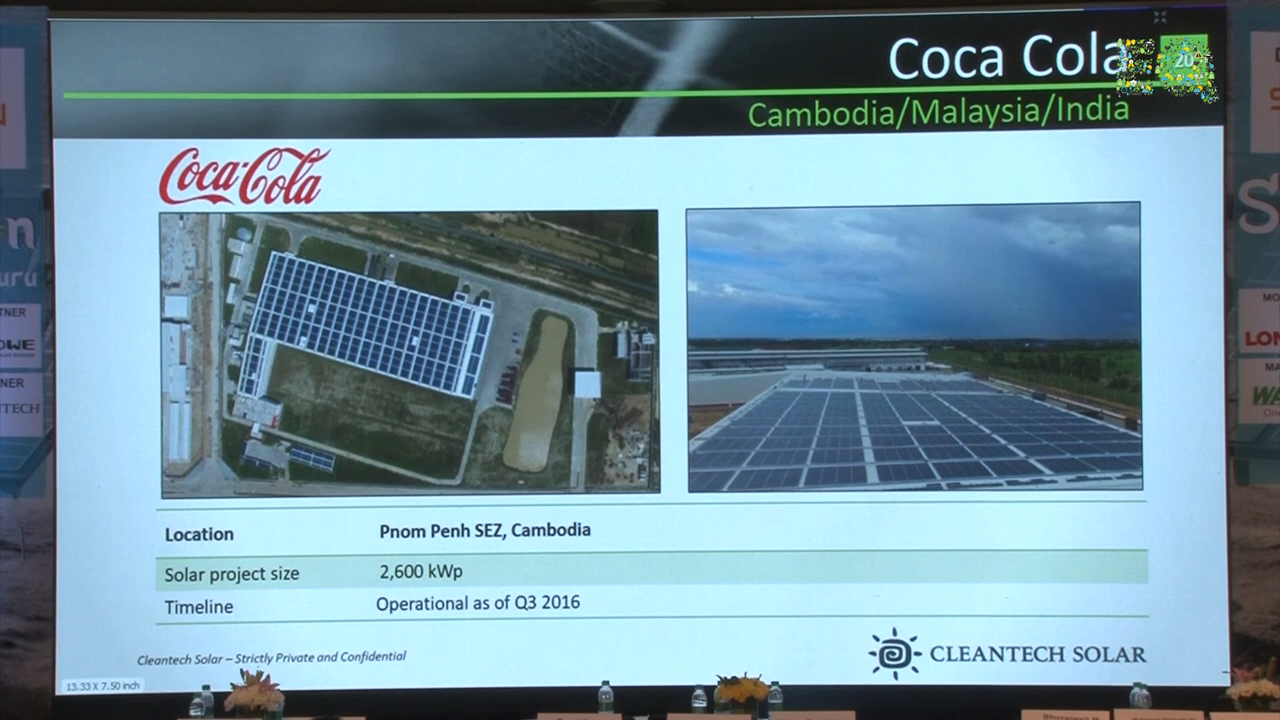 Coca Cola
20
Cambodia/Malaysia/India
Coca-Cola
Location Pnom Penh SEZ, Cambodia
Solar project size 2,600 kWp
Timeline Operational as of Q3 2016
Cleantech Solar – Strictly Private and Confidential
CLEANTECH SOLAR
13.33 X 7.50 inch